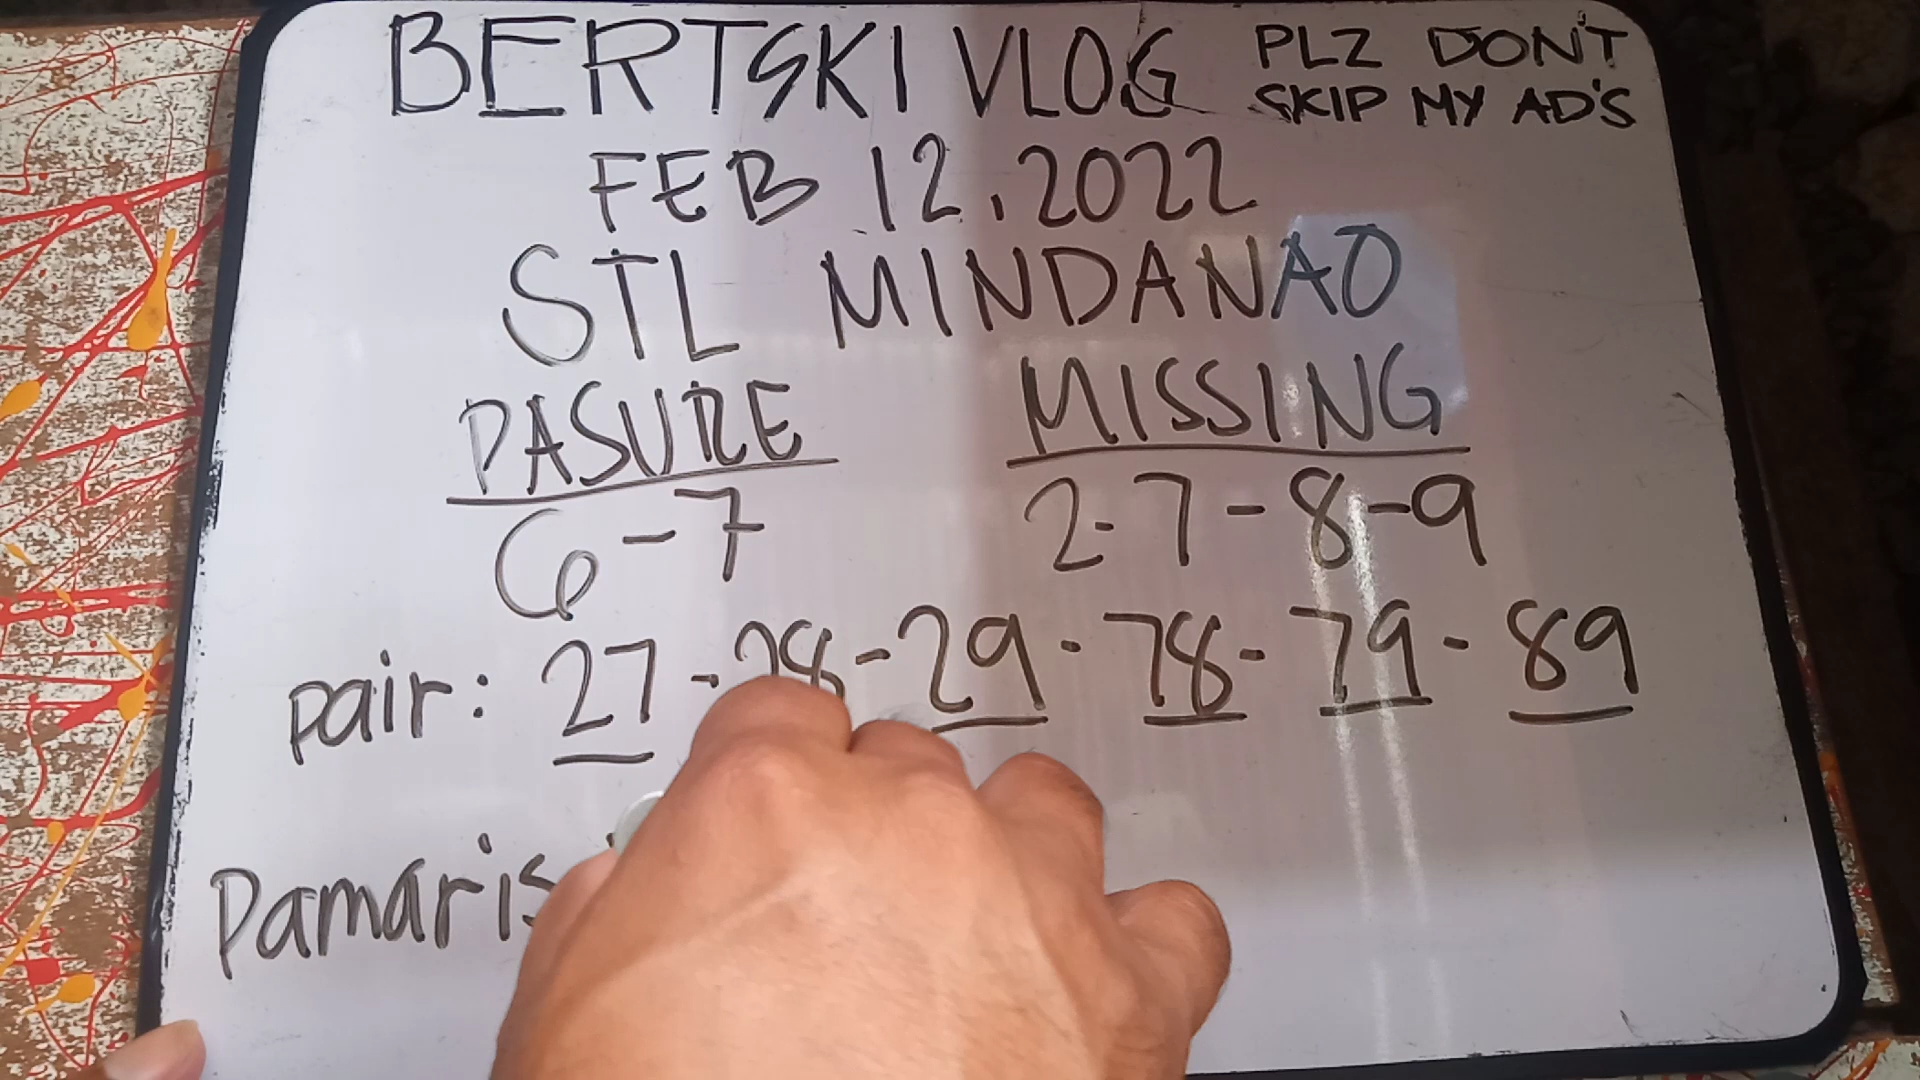 BERTSKI VLOG
PLZ DON'T
SKIP MY AD'S
FEB 12.2022
STL MINDANAO
PASURE
6-7
MISSING
2-7-8-9
pair: 27-28-29-78-79-89
Pamaris